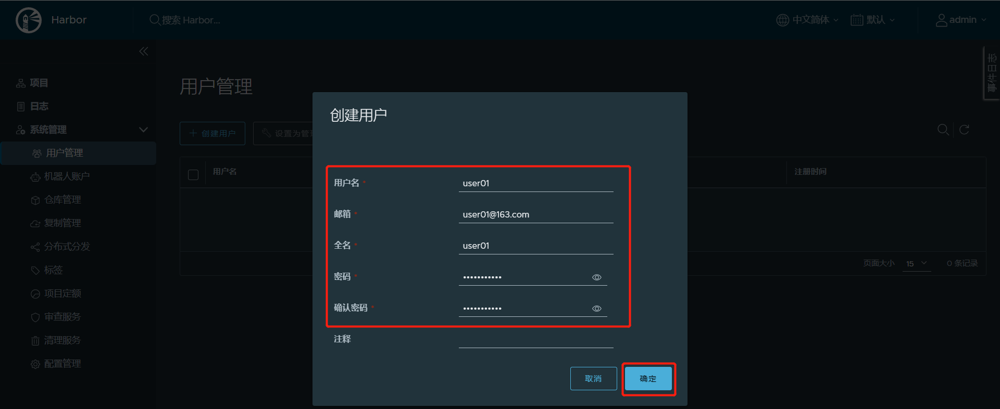 Harbor
搜索 Harbor...
中文简体
默认
admin
事件日志
项目
日志
系统管理
用户管理
机器人账户
仓库管理
复制管理
分布式分发
标签
项目定额
审查服务
清理服务
配置管理
用户管理
创建用户
设置为管
用户名
注册时间
页面大小
15
0 条记录
创建用户
用户名 *
user01
邮箱 *
user01@163.com
全名 *
user01
密码 *
•••••••••••
确认密码 *
•••••••••••
注释
取消
确定